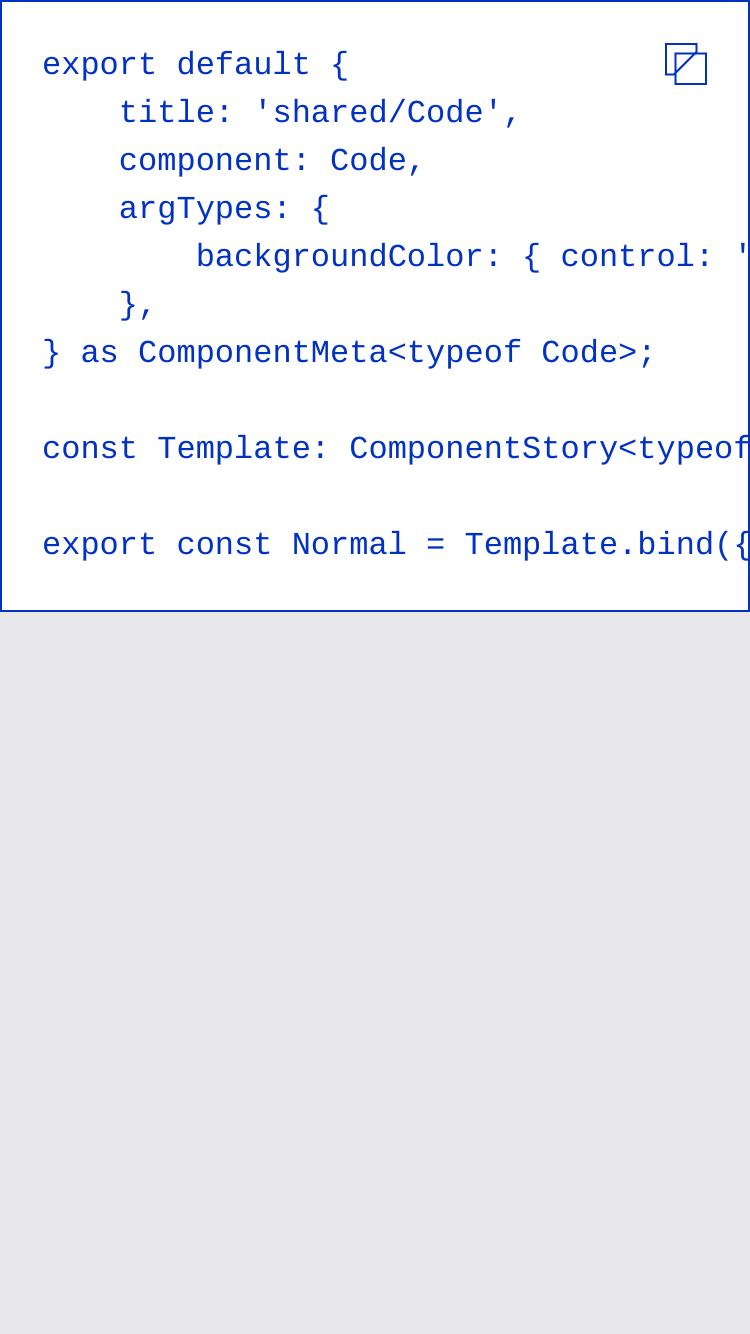 export default {
    title: 'shared/Code',
    component: Code,
    argTypes: {
        backgroundColor: { control: '
    },
} as ComponentMeta<typeof Code>;

const Template: ComponentStory<typeof

export const Normal = Template.bind({